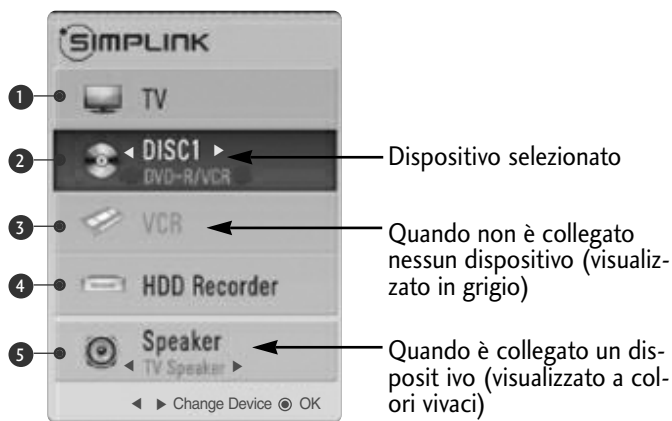 SIMPLINK
1 TV
2 DISC1
DVD-R/VCR
Dispositivo selezionato
3 VCR
Quando non è collegato
nessun dispositivo (visualiz-
zato in grigio)
4 HDD Recorder
5 Speaker
TV Speaker
Quando è collegato un dis-
posit ivo (visualizzato a col-
ori vivaci)
◀ ▶ Change Device ◉ OK